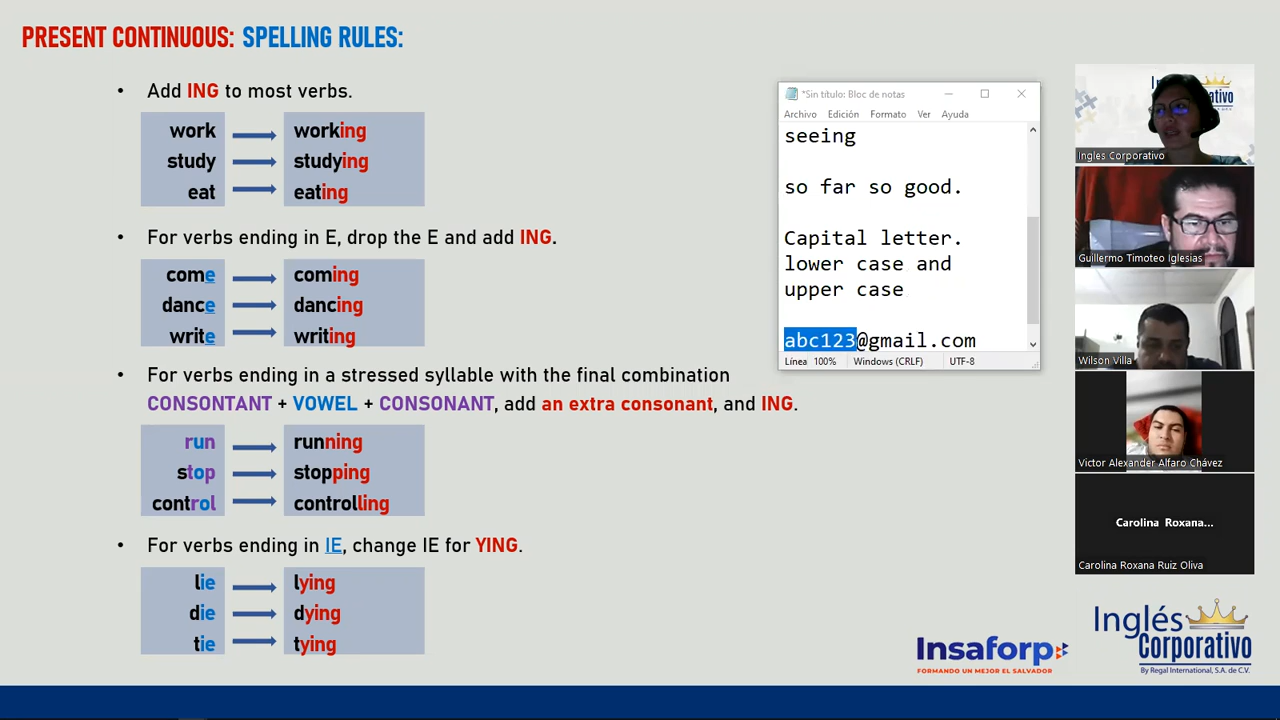 PRESENT CONTINUOUS: SPELLING RULES:
• Add ING to most verbs.
work working
study studying
eat eating
• For verbs ending in E, drop the E and add ING.
come coming
dance dancing
write writing
• For verbs ending in a stressed syllable with the final combination
CONSONTANT + VOWEL + CONSONANT, add an extra consonant, and ING.
run running
stop stopping
control controlling
• For verbs ending in IE, change IE for YING.
lie lying
die dying
tie tying
*Sin título: Bloc de notas
Archivo Edición Formato Ver Ayuda
seeing
so far so good.
Capital letter.
lower case and
upper case
abc123@gmail.com
Línea 100% Windows (CRLF) UTF-8
Corporativo
Ingles Corporativo
Guillermo Timoteo Iglesias
Wilson Villa
Victor Alexander Alfaro Chávez
Carolina Roxana...
Carolina Roxana Ruiz Oliva
Insaforp
FORMANDO UN MEJOR EL SALVADOR
Inglés
Corporativo
By Regal International, S.A. de C.V.